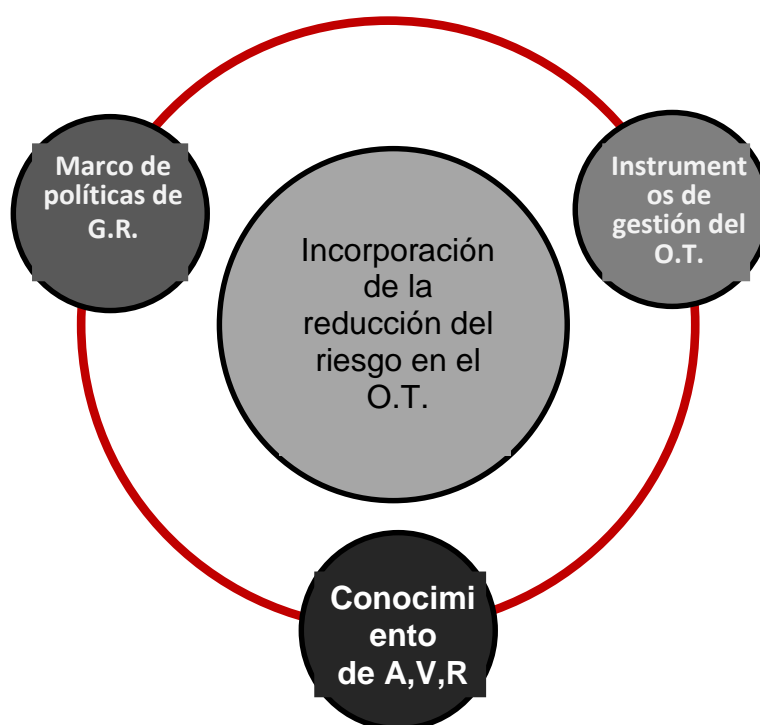 Marco de
políticas de
G.R.
Instrument
os de
gestión del
O.T.
Incorporación
de la
reducción del
riesgo en el
O.T.
Conocimi
ento
de A,V,R